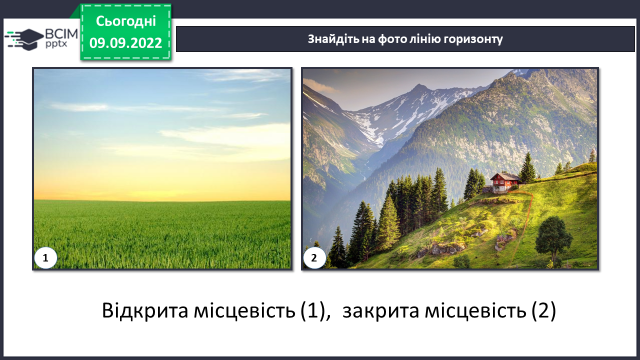 ВСІМ
pptx
Сьогодні
09.09.2022
Знайдіть на фото лінію горизонту
1
2
Відкрита місцевість (1), закрита місцевість (2)